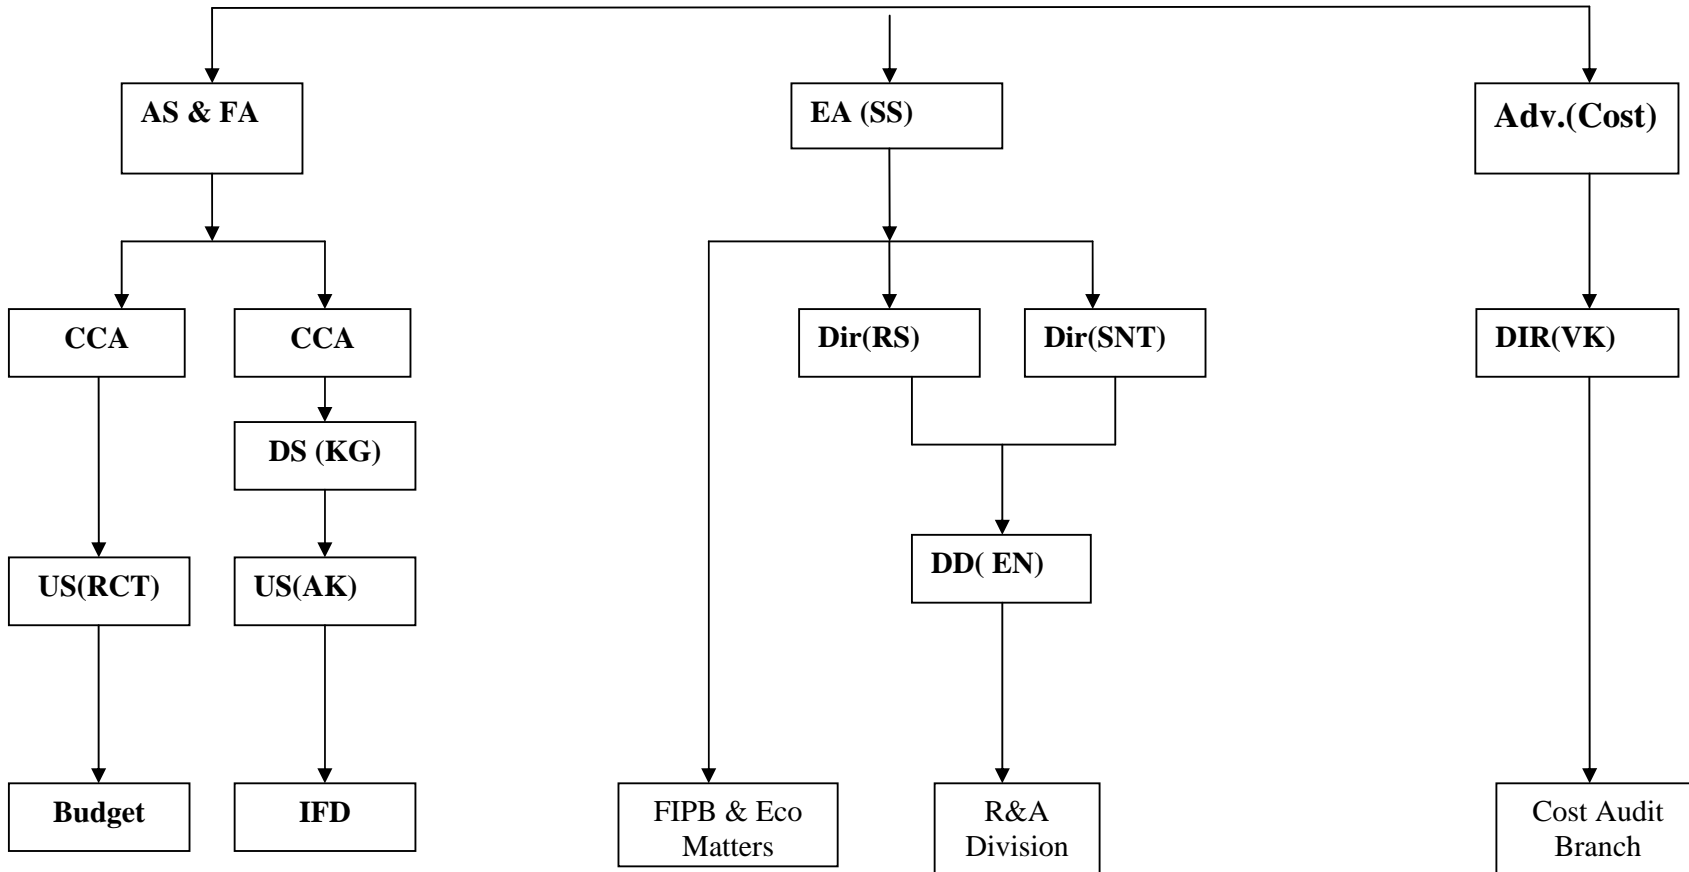 AS & FA
EA (SS)
Adv.(Cost)
CCA
CCA
Dir(RS)
Dir(SNT)
DIR(VK)
DS (KG)
US(RCT)
US(AK)
DD( EN)
Budget
IFD
FIPB & Eco
Matters
R&A
Division
Cost Audit
Branch